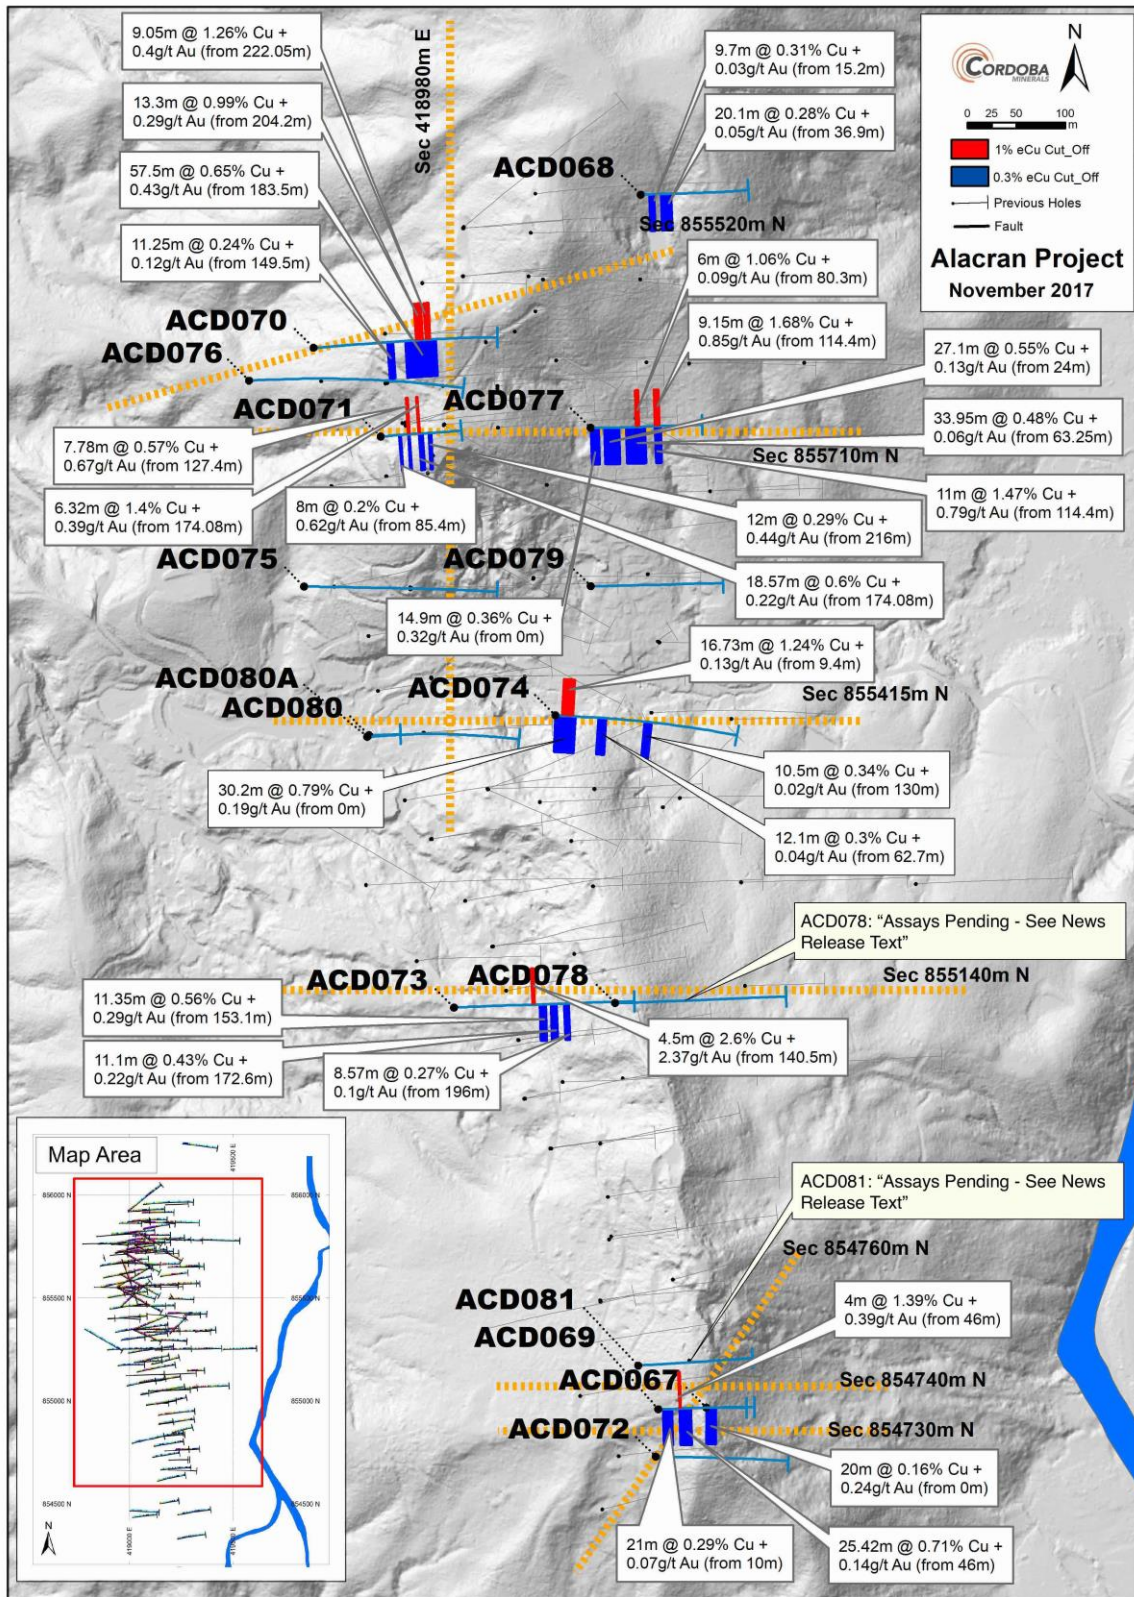 9.05m @ 1.26% Cu +
0.4g/t Au (from 222.05m)
13.3m @ 0.99% Cu +
0.29g/t Au (from 204.2m)
57.5m @ 0.65% Cu +
0.43g/t Au (from 183.5m)
11.25m @ 0.24% Cu +
0.12g/t Au (from 149.5m)
Sec 418980m E
9.7m @ 0.31% Cu +
0.03g/t Au (from 15.2m)
20.1m @ 0.28% Cu +
0.05g/t Au (from 36.9m)
N
CORDOBA
MINERALS
0 25 50 100
m
1% eCu Cut_Off
0.3% eCu Cut_Off
Previous Holes
Fault
Alacran Project
November 2017
ACD068
Sec 855520m N
6m @ 1.06% Cu +
0.09g/t Au (from 80.3m)
9.15m @ 1.68% Cu +
0.85g/t Au (from 114.4m)
27.1m @ 0.55% Cu +
0.13g/t Au (from 24m)
33.95m @ 0.48% Cu +
0.06g/t Au (from 63.25m)
11m @ 1.47% Cu +
0.79g/t Au (from 114.4m)
ACD070
ACD076
ACD071
ACD077
Sec 855710m N
7.78m @ 0.57% Cu +
0.67g/t Au (from 127.4m)
6.32m @ 1.4% Cu +
0.39g/t Au (from 174.08m)
8m @ 0.2% Cu +
0.62g/t Au (from 85.4m)
12m @ 0.29% Cu +
0.44g/t Au (from 216m)
18.57m @ 0.6% Cu +
0.22g/t Au (from 174.08m)
ACD075
ACD079
14.9m @ 0.36% Cu +
0.32g/t Au (from 0m)
16.73m @ 1.24% Cu +
0.13g/t Au (from 9.4m)
ACD080A
ACD080
ACD074
Sec 855415m N
30.2m @ 0.79% Cu +
0.19g/t Au (from 0m)
10.5m @ 0.34% Cu +
0.02g/t Au (from 130m)
12.1m @ 0.3% Cu +
0.04g/t Au (from 62.7m)
ACD078: “Assays Pending - See News
Release Text”
ACD073
ACD078
Sec 855140m N
11.35m @ 0.56% Cu +
0.29g/t Au (from 153.1m)
11.1m @ 0.43% Cu +
0.22g/t Au (from 172.6m)
8.57m @ 0.27% Cu +
0.1g/t Au (from 196m)
4.5m @ 2.6% Cu +
2.37g/t Au (from 140.5m)
ACD081: “Assays Pending - See News
Release Text”
Sec 854760m N
ACD081
ACD069
ACD067
ACD072
4m @ 1.39% Cu +
0.39g/t Au (from 46m)
Sec 854740m N
Sec 854730m N
20m @ 0.16% Cu +
0.24g/t Au (from 0m)
21m @ 0.29% Cu +
0.07g/t Au (from 10m)
25.42m @ 0.71% Cu +
0.14g/t Au (from 46m)
Map Area
419500 E
856000 N
855500 N
855000 N
854500 N
419000 E
N